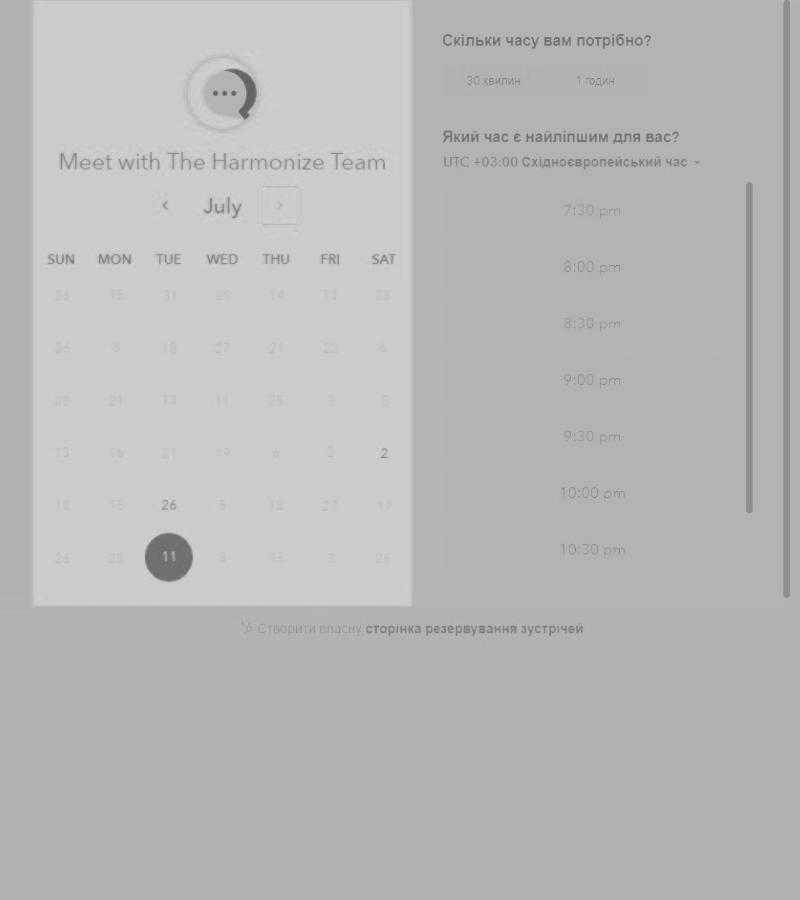 Meet with The Harmonize Team
July
SUN MON TUE WED THU FRI SAT
26 15 31 29 14 13 23
26 8 18 27 21 22 6
28 21 13 11 25 3 3
13 16 21 19 6 2 2
12 15 26 5 12 27 17
26 28 11 6 15 3 25
Скільки часу вам потрібно?
30 хвилин 1 годин
Який час є найліпшим для вас?
UTC +03:00 Східноєвропейський час
7:30 pm
8:00 pm
8:30 pm
9:00 pm
9:30 pm
10:00 pm
10:30 pm
Створити власну сторінка резервування зустрічей